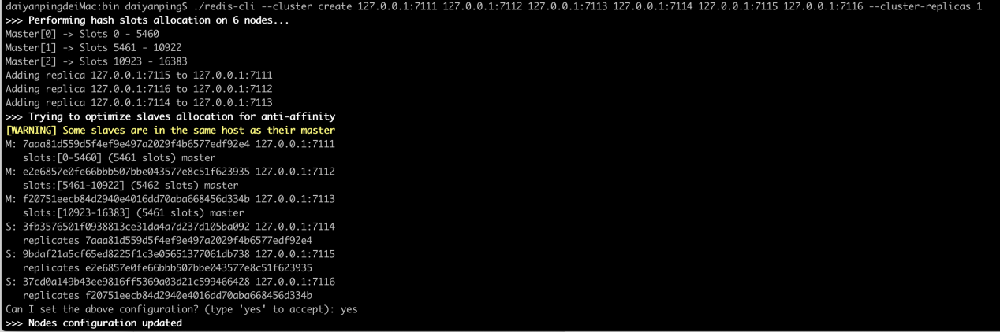 daiyanpingdeiMac:bin daiyanping$ ./redis-cli --cluster create 127.0.0.1:7111 127.0.0.1:7112 127.0.0.1:7113 127.0.0.1:7114 127.0.0.1:7115 127.0.0.1:7116 --cluster-replicas 1
>>> Performing hash slots allocation on 6 nodes...
Master[0] -> Slots 0 - 5460
Master[1] -> Slots 5461 - 10922
Master[2] -> Slots 10923 - 16383
Adding replica 127.0.0.1:7115 to 127.0.0.1:7111
Adding replica 127.0.0.1:7116 to 127.0.0.1:7112
Adding replica 127.0.0.1:7114 to 127.0.0.1:7113
>>> Trying to optimize slaves allocation for anti-affinity
[WARNING] Some slaves are in the same host as their master
M: 7aaa81d559d5f4ef9e497a2029f4b6577edf92e4 127.0.0.1:7111
   slots:[0-5460] (5461 slots) master
M: e2e6857e0fe66bbb507bbe043577e8c51f623935 127.0.0.1:7112
   slots:[5461-10922] (5462 slots) master
M: f20751eecb84d2940e4016dd70aba668456d334b 127.0.0.1:7113
   slots:[10923-16383] (5461 slots) master
S: 3fb3576501f0938813ce31da4a7d237d105ba092 127.0.0.1:7114
   replicates 7aaa81d559d5f4ef9e497a2029f4b6577edf92e4
S: 9bdaf21a5cf65ed8225f1c3e05651377061db738 127.0.0.1:7115
   replicates e2e6857e0fe66bbb507bbe043577e8c51f623935
S: 37cd0a149b43ee9816ff5369a03d21c599466428 127.0.0.1:7116
   replicates f20751eecb84d2940e4016dd70aba668456d334b
Can I set the above configuration? (type 'yes' to accept): yes
>>> Nodes configuration updated